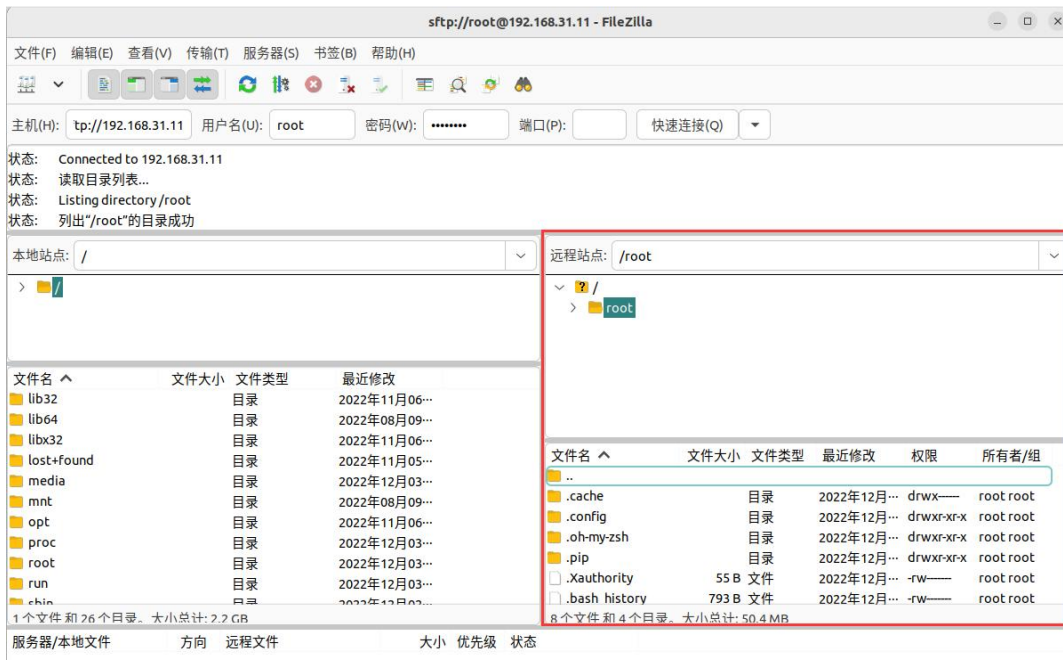 sftp://root@192.168.31.11 - FileZilla
文件(F) 编辑(E) 查看(V) 传输(T) 服务器(S) 书签(B) 帮助(H)
主机(H): tp://192.168.31.11 用户名(U): root 密码(W): •••••••• 端口(P): 快速连接(Q)
状态: Connected to 192.168.31.11
状态: 读取目录列表...
状态: Listing directory /root
状态: 列出“/root”的目录成功
本地站点: /
/
文件名 文件大小 文件类型 最近修改
lib32 目录 2022年11月06…
lib64 目录 2022年08月09…
libx32 目录 2022年11月06…
lost+found 目录 2022年11月05…
media 目录 2022年12月03…
mnt 目录 2022年08月09…
opt 目录 2022年11月06…
proc 目录 2022年12月03…
root 目录 2022年12月03…
run 目录 2022年12月03…
sbin 目录 2022年12月02…
1个文件 和 26个目录。大小总计: 2.2 GB
远程站点: /root
/
root
文件名 文件大小 文件类型 最近修改 权限 所有者/组
..
.cache 目录 2022年12月… drwx------ root root
.config 目录 2022年12月… drwxr-xr-x root root
.oh-my-zsh 目录 2022年12月… drwxr-xr-x root root
.pip 目录 2022年12月… drwxr-xr-x root root
.Xauthority 55 B 文件 2022年12月… -rw------- root root
.bash_history 793 B 文件 2022年12月… -rw------- root root
8个文件 和 4个目录。大小总计: 50.4 MB
服务器/本地文件 方向 远程文件 大小 优先级 状态